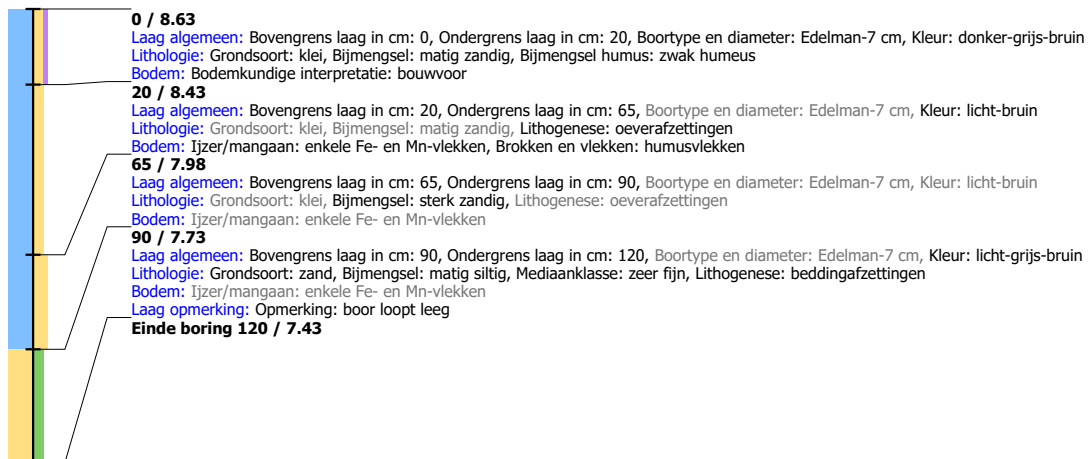 0 / 8.63
Laag algemeen: Bovengrens laag in cm: 0, Ondergrens laag in cm: 20, Boortype en diameter: Edelman-7 cm, Kleur: donker-grijs-bruin
Lithologie: Grondsoort: klei, Bijmengsel: matig zandig, Bijmengsel humus: zwak humeus
Bodem: Bodemkundige interpretatie: bouwvoor
20 / 8.43
Laag algemeen: Bovengrens laag in cm: 20, Ondergrens laag in cm: 65, Boortype en diameter: Edelman-7 cm, Kleur: licht-bruin
Lithologie: Grondsoort: klei, Bijmengsel: matig zandig, Lithogenese: oeverafzettingen
Bodem: Ijzer/mangaan: enkele Fe- en Mn-vlekken, Brokken en vlekken: humusvlekken
65 / 7.98
Laag algemeen: Bovengrens laag in cm: 65, Ondergrens laag in cm: 90, Boortype en diameter: Edelman-7 cm, Kleur: licht-bruin
Lithologie: Grondsoort: klei, Bijmengsel: sterk zandig, Lithogenese: oeverafzettingen
Bodem: Ijzer/mangaan: enkele Fe- en Mn-vlekken
90 / 7.73
Laag algemeen: Bovengrens laag in cm: 90, Ondergrens laag in cm: 120, Boortype en diameter: Edelman-7 cm, Kleur: licht-grijs-bruin
Lithologie: Grondsoort: zand, Bijmengsel: matig siltig, Mediaanklasse: zeer fijn, Lithogenese: beddingafzettingen
Bodem: Ijzer/mangaan: enkele Fe- en Mn-vlekken
Laag opmerking: Opmerking: boor loopt leeg
Einde boring 120 / 7.43